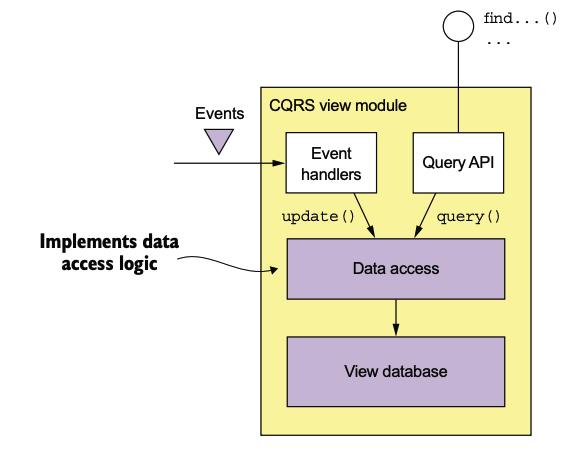 find...()
...
CQRS view module
Events
Event
handlers
Query API
update()
query()
Implements data
access logic
Data access
View database